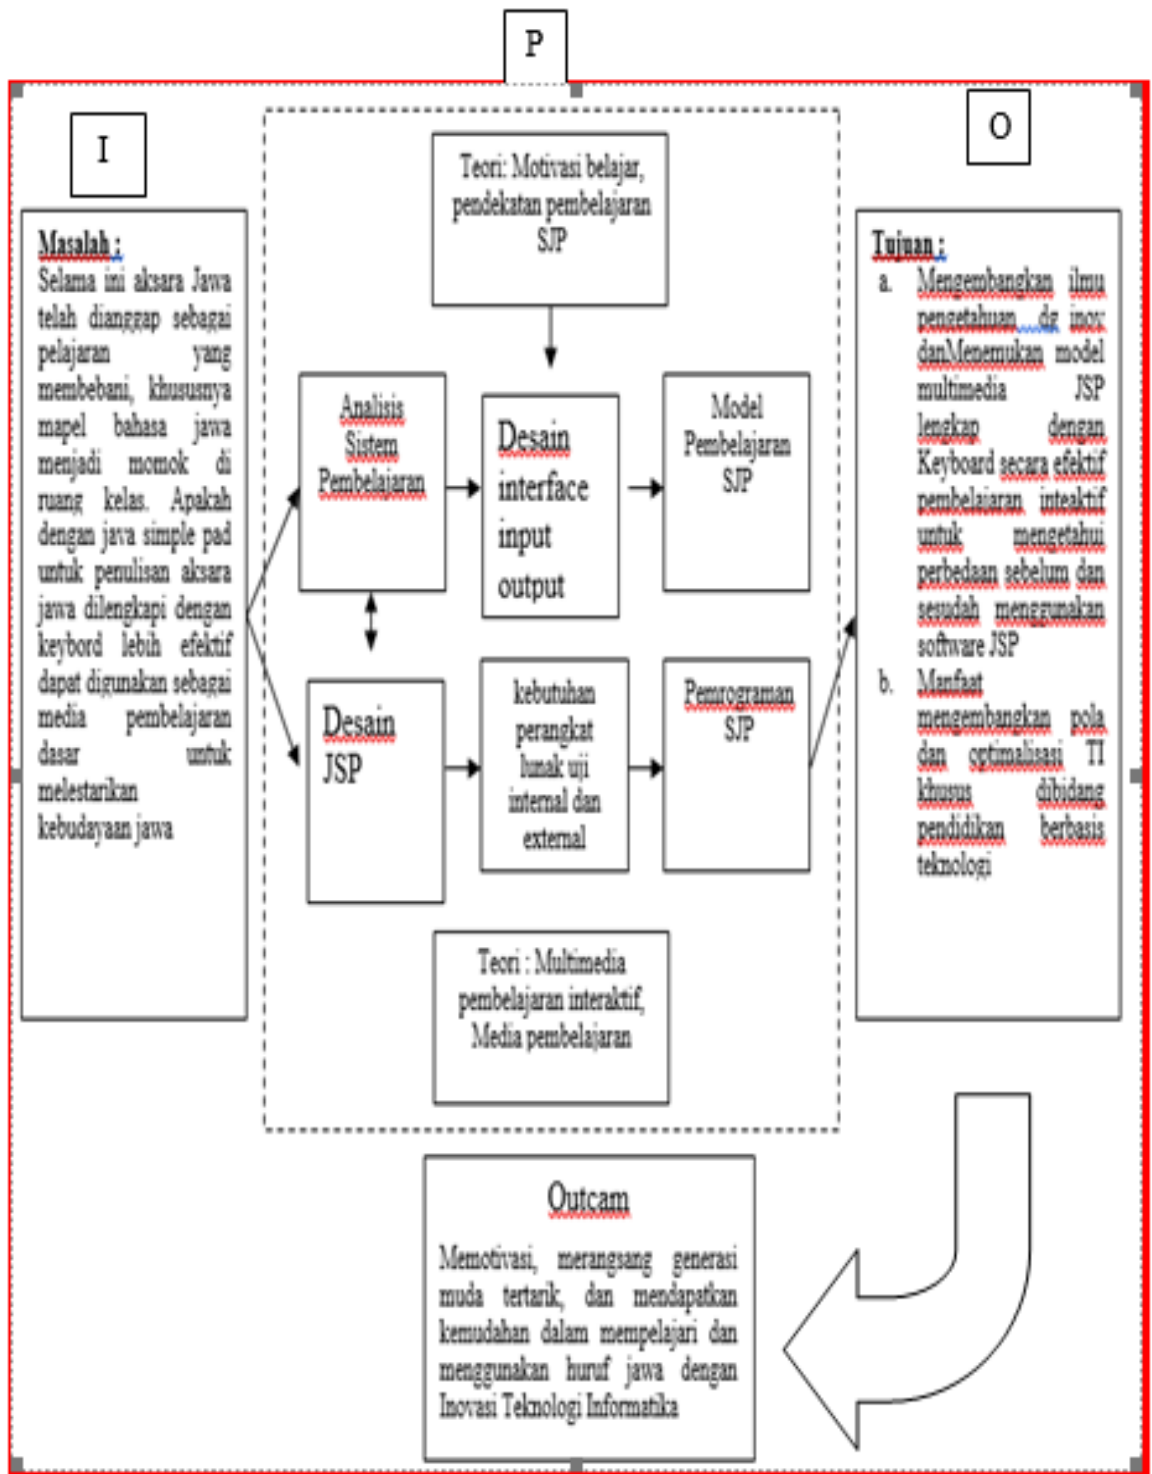 P
I
O
Masalah :
Selama ini aksara Jawa
telah dianggap sebagai
pelajaran yang
membebani, khususnya
mapel bahasa jawa
menjadi momok di
ruang kelas. Apakah
dengan java simple pad
untuk penulisan aksara
jawa dilengkapi dengan
keybord lebih efektif
dapat digunakan sebagai
media pembelajaran
dasar untuk
melestarikan
kebudayaan jawa
Teori: Motivasi belajar,
pendekatan pembelajaran
SJP
Analisis
Sistem
Pembelajaran
Desain
interface
input
output
Model
Pembelajaran
SJP
Desain
JSP
kebutuhan
perangkat
lunak uji
internal dan
external
Pemrograman
SJP
Teori : Multimedia
pembelajaran interaktif,
Media pembelajaran
Tujuan :
a. Mengembangkan ilmu
pengetahuan dg inov
danMenemukan model
multimedia JSP
lengkap dengan
Keyboard secara efektif
pembelajaran inteaktif
untuk mengetahui
perbedaan sebelum dan
sesudah menggunakan
software JSP
b. Manfaat
mengembangkan pola
dan optimalisasi TI
khusus dibidang
pendidikan berbasis
teknologi
Outcam
Memotivasi, merangsang generasi
muda tertarik, dan mendapatkan
kemudahan dalam mempelajari dan
menggunakan huruf jawa dengan
Inovasi Teknologi Informatika